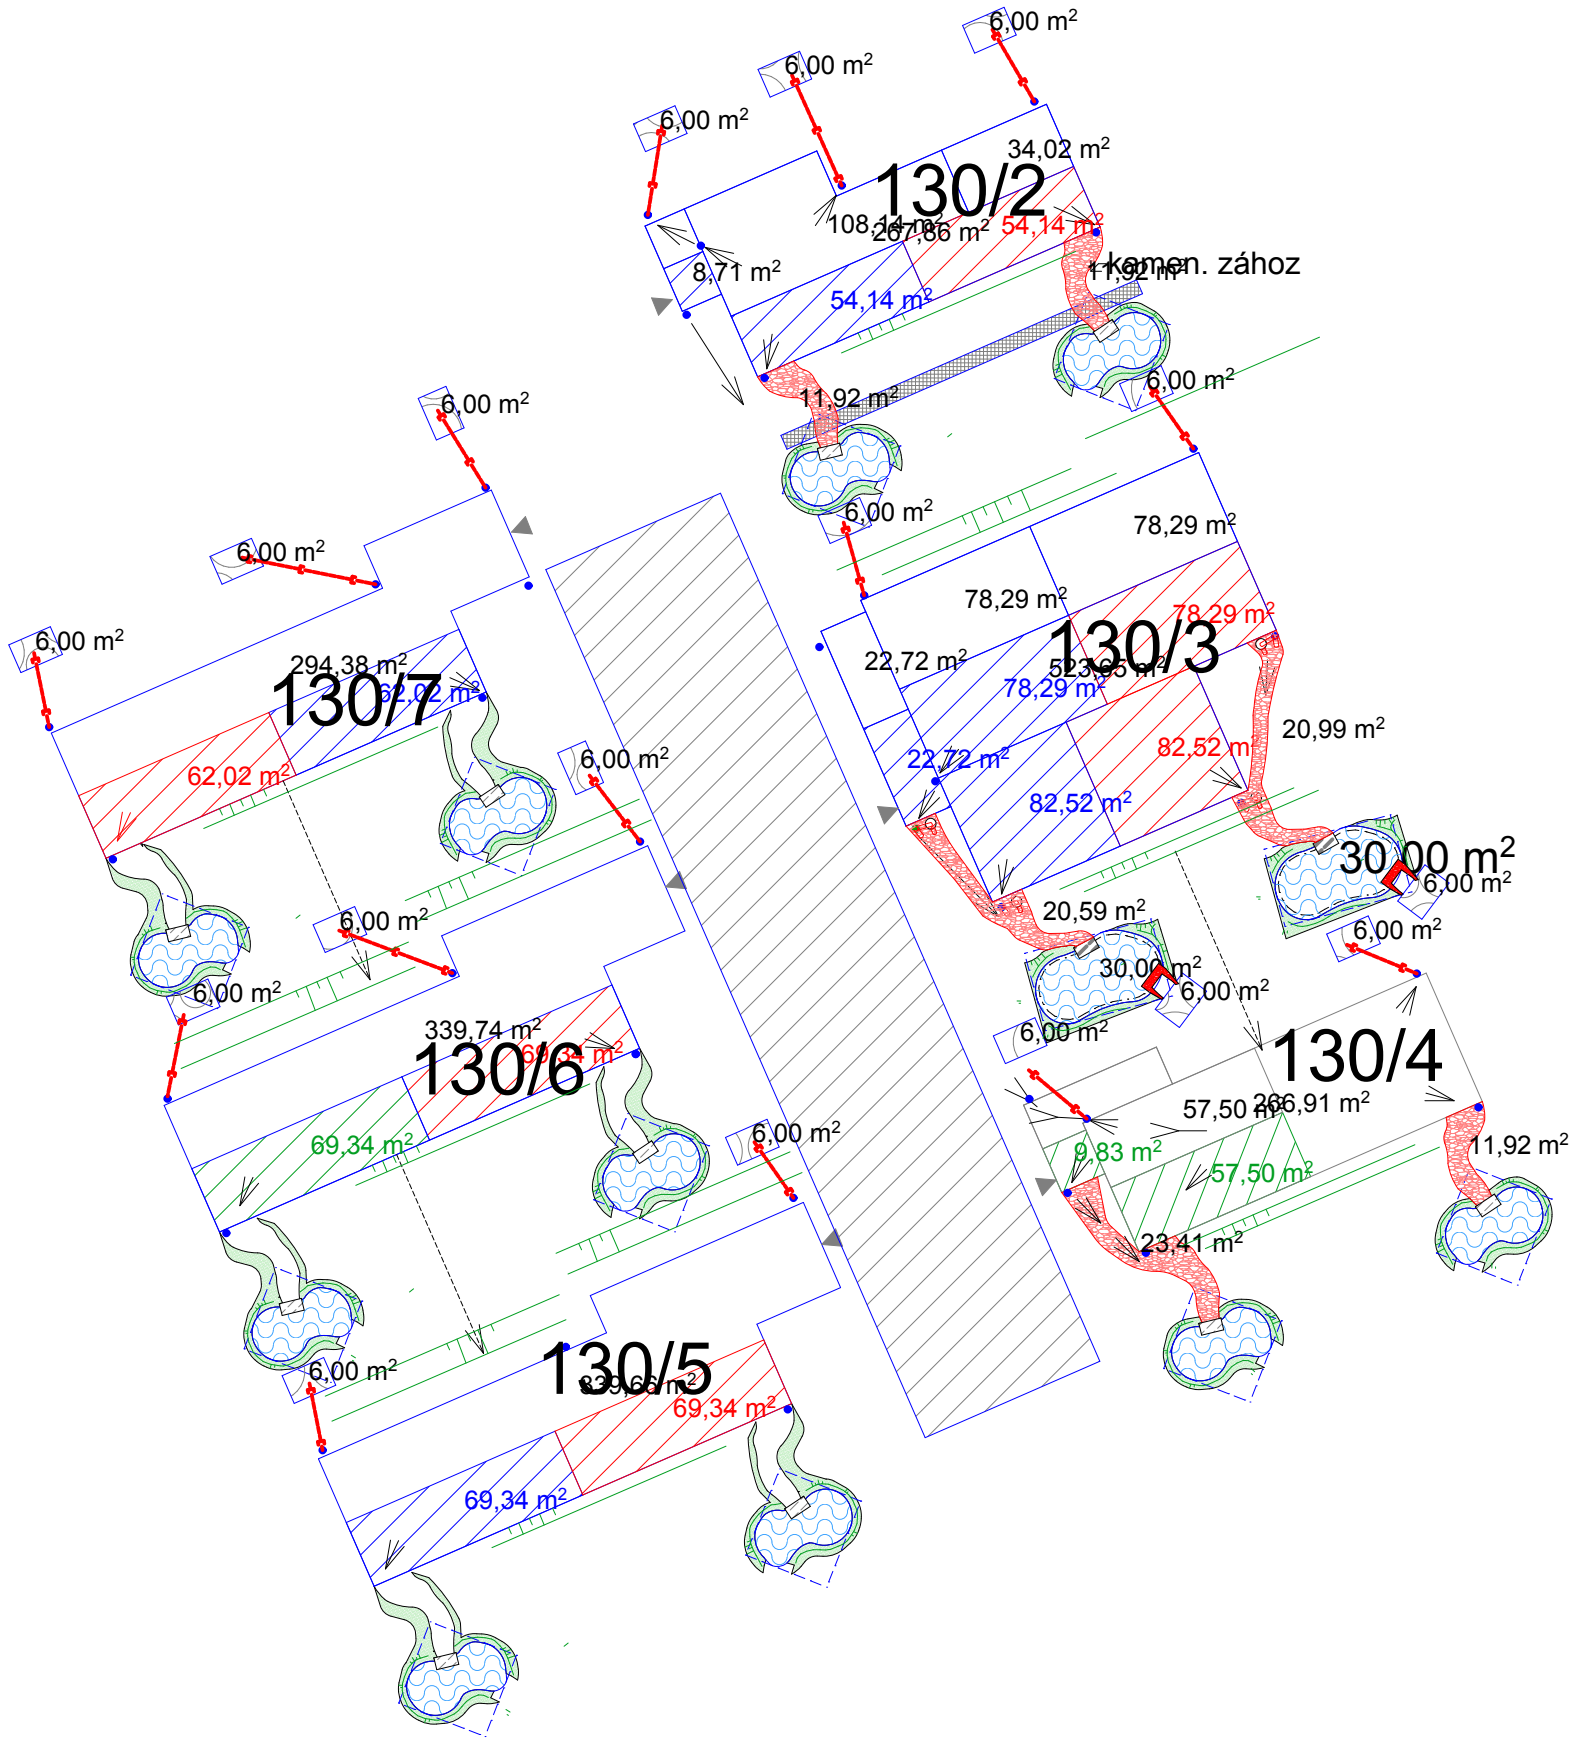 6,00 m²
6,00 m²
6,00 m²
34,02 m²
130/2
108,14 m²
267,86 m²
54,14 m²
kamen. zához
11,92 m²
8,71 m²
54,14 m²
6,00 m²
11,92 m²
6,00 m²
6,00 m²
78,29 m²
6,00 m²
78,29 m²
78,29 m²
6,00 m²
130/3
523,65 m²
22,72 m²
294,38 m²
62,02 m²
78,29 m²
130/7
20,99 m²
82,52 m²
22,72 m²
6,00 m²
62,02 m²
82,52 m²
30,00 m²
6,00 m²
20,59 m²
6,00 m²
6,00 m²
30,00 m²
6,00 m²
6,00 m²
339,74 m²
6,00 m²
69,34 m²
130/6
130/4
57,50 m²
266,91 m²
6,00 m²
69,34 m²
9,83 m²
11,92 m²
57,50 m²
23,41 m²
6,00 m²
130/5
339,66 m²
69,34 m²
69,34 m²